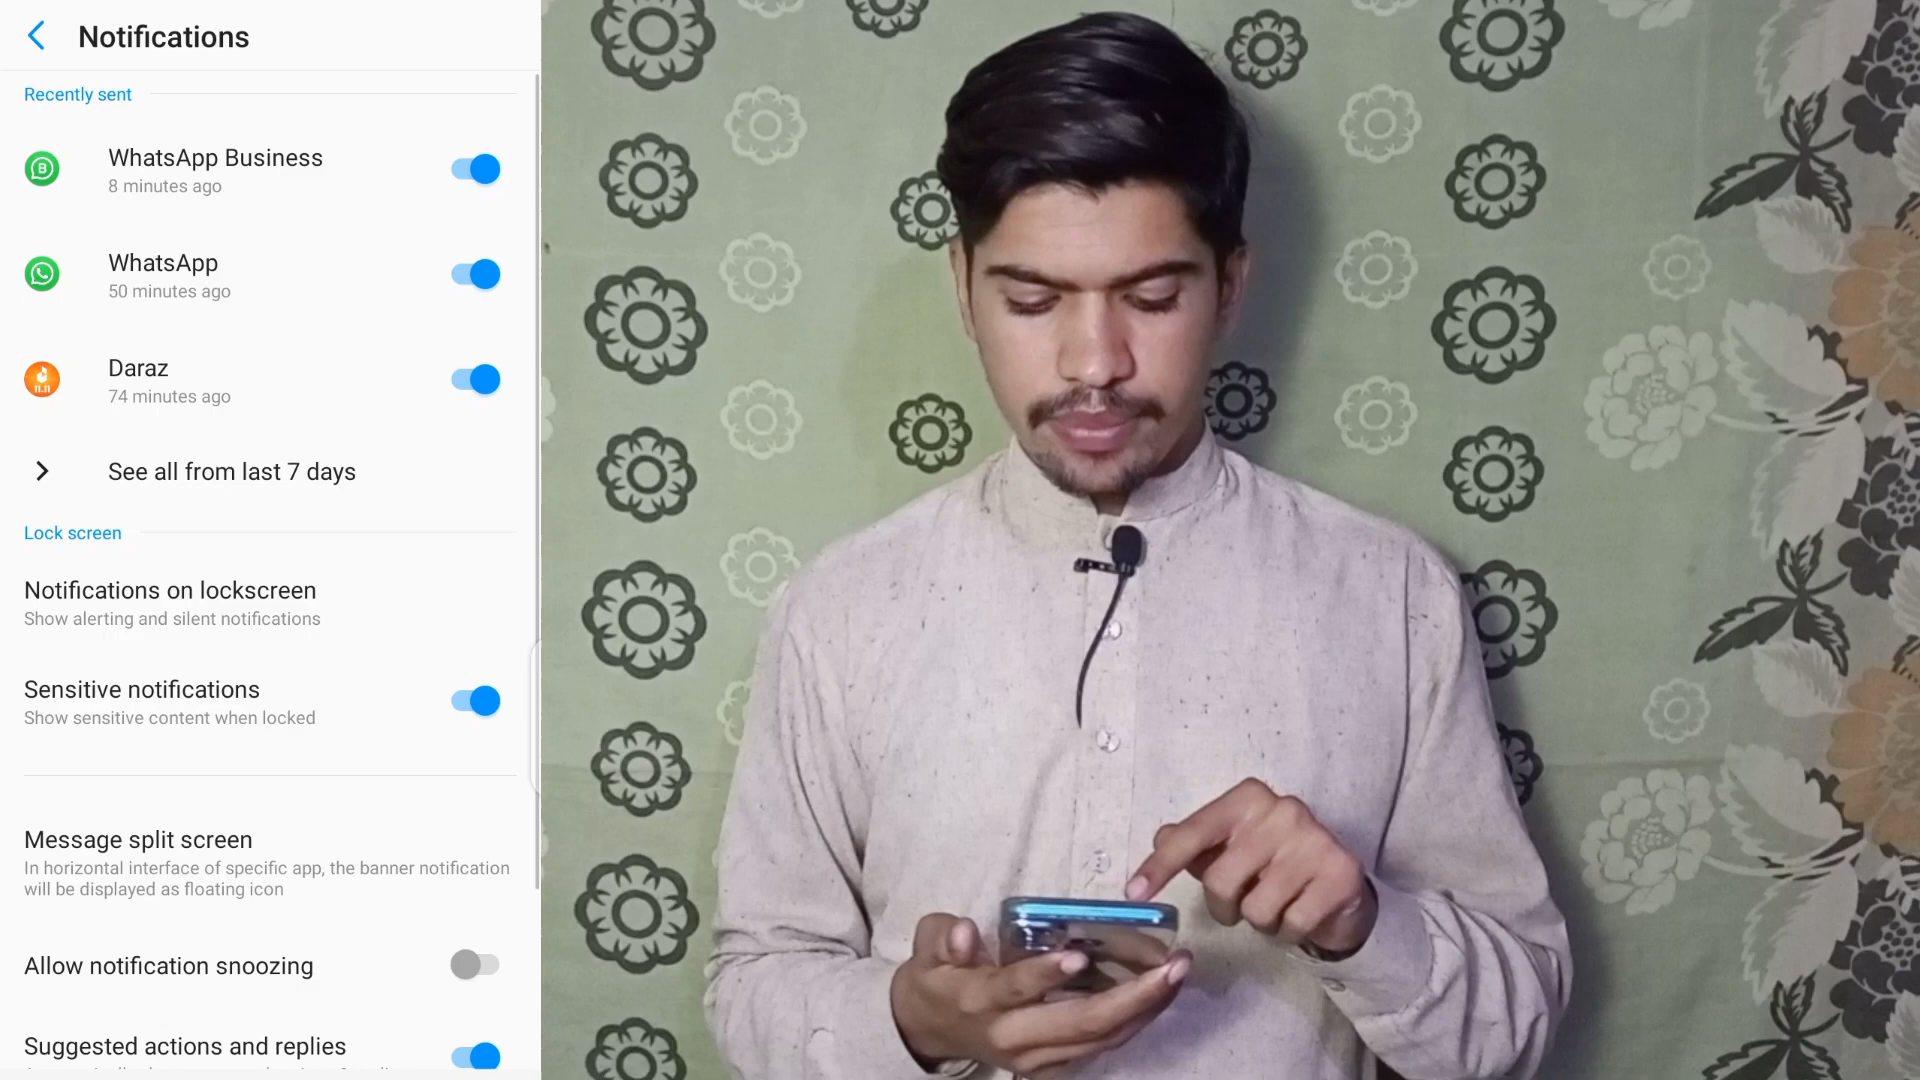 Notifications
Recently sent
WhatsApp Business
8 minutes ago
WhatsApp
50 minutes ago
11.11
Daraz
74 minutes ago
See all from last 7 days
Lock screen
Notifications on lockscreen
Show alerting and silent notifications
Sensitive notifications
Show sensitive content when locked
Message split screen
In horizontal interface of specific app, the banner notification
will be displayed as floating icon
Allow notification snoozing
Suggested actions and replies